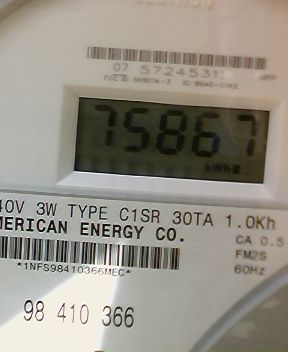 07 5724531
75867
kWh
40V 3W TYPE C1SR 30TA 1.0Kh
MERICAN ENERGY CO.
CA 0.5
FM2S
60Hz
*1NFS98410366MEC*
98 410 366